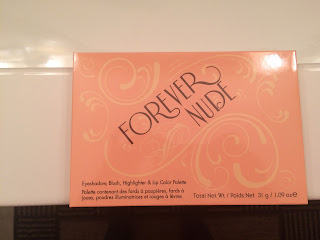 FOREVER
NUDE
Eyeshadow, Blush, Highlighter & Lip Color Palette
Palette contenant des fards à paupières, fards à
joues, poudres illuminatrices et rouges à lèvres
Total Net Wt / Poids Net 31 g / 1.09 oz e